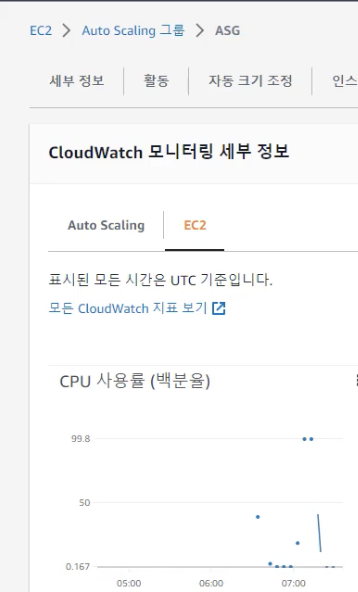 EC2 > Auto Scaling 그룹 > ASG
세부 정보 | 활동 | 자동 크기 조정 | 인스
CloudWatch 모니터링 세부 정보
Auto Scaling | EC2
표시된 모든 시간은 UTC 기준입니다.
모든 CloudWatch 지표 보기
CPU 사용률 (백분율)
99.8
50
0.167
05:00 06:00 07:00